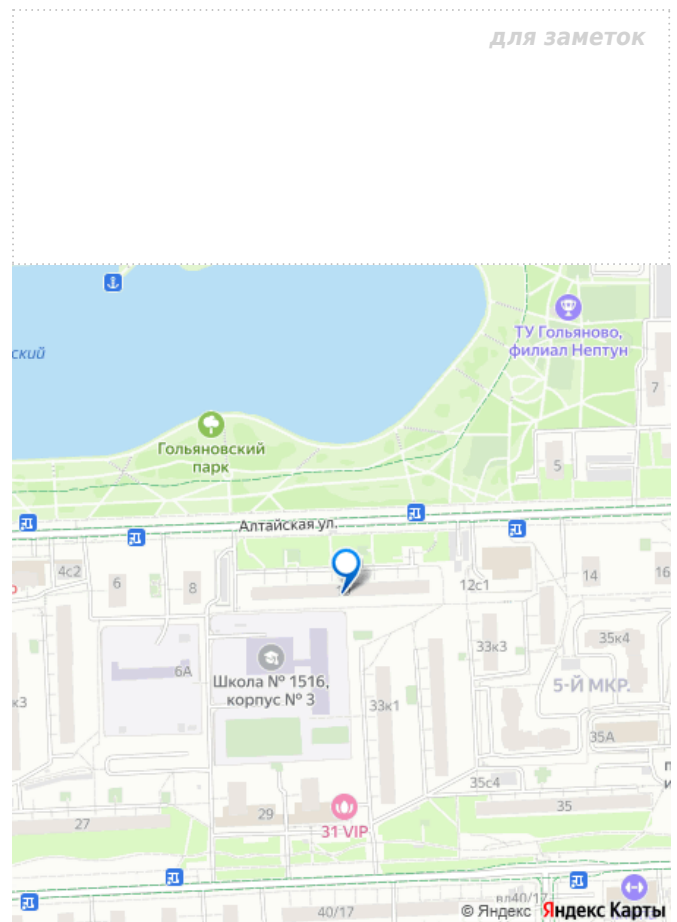 для заметок
ский
ТУ Гольяново,
филиал Нептун
7
Гольяновский
парк
5
Алтайская ул.
4с2
6
8
12с1
14
16
33к3
35к4
6А
Школа № 1516,
корпус № 3
5-Й МКР.
к3
33к1
35А
35с4
35
29
27
31 VIP
вл40/17
40/17
© Яндекс Яндекс Карты